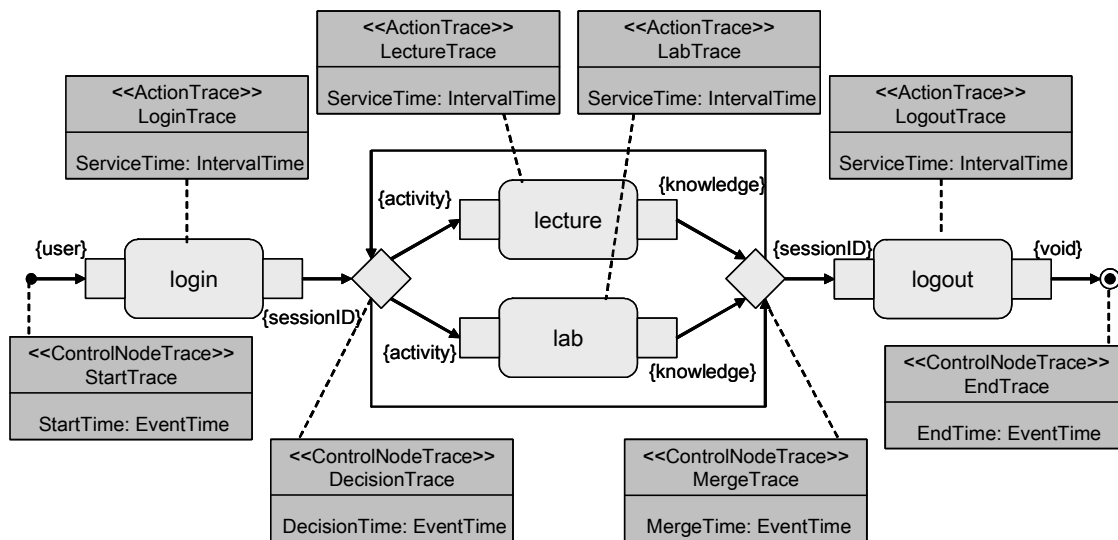 <<ActionTrace>>
LectureTrace
ServiceTime: IntervalTime
<<ActionTrace>>
LabTrace
ServiceTime: IntervalTime
<<ActionTrace>>
LoginTrace
ServiceTime: IntervalTime
<<ActionTrace>>
LogoutTrace
ServiceTime: IntervalTime
{user}
login
{sessionID}
{activity}
lecture
{knowledge}
{activity}
lab
{knowledge}
{sessionID}
logout
{void}
<<ControlNodeTrace>>
StartTrace
StartTime: EventTime
<<ControlNodeTrace>>
DecisionTrace
DecisionTime: EventTime
<<ControlNodeTrace>>
MergeTrace
MergeTime: EventTime
<<ControlNodeTrace>>
EndTrace
EndTime: EventTime